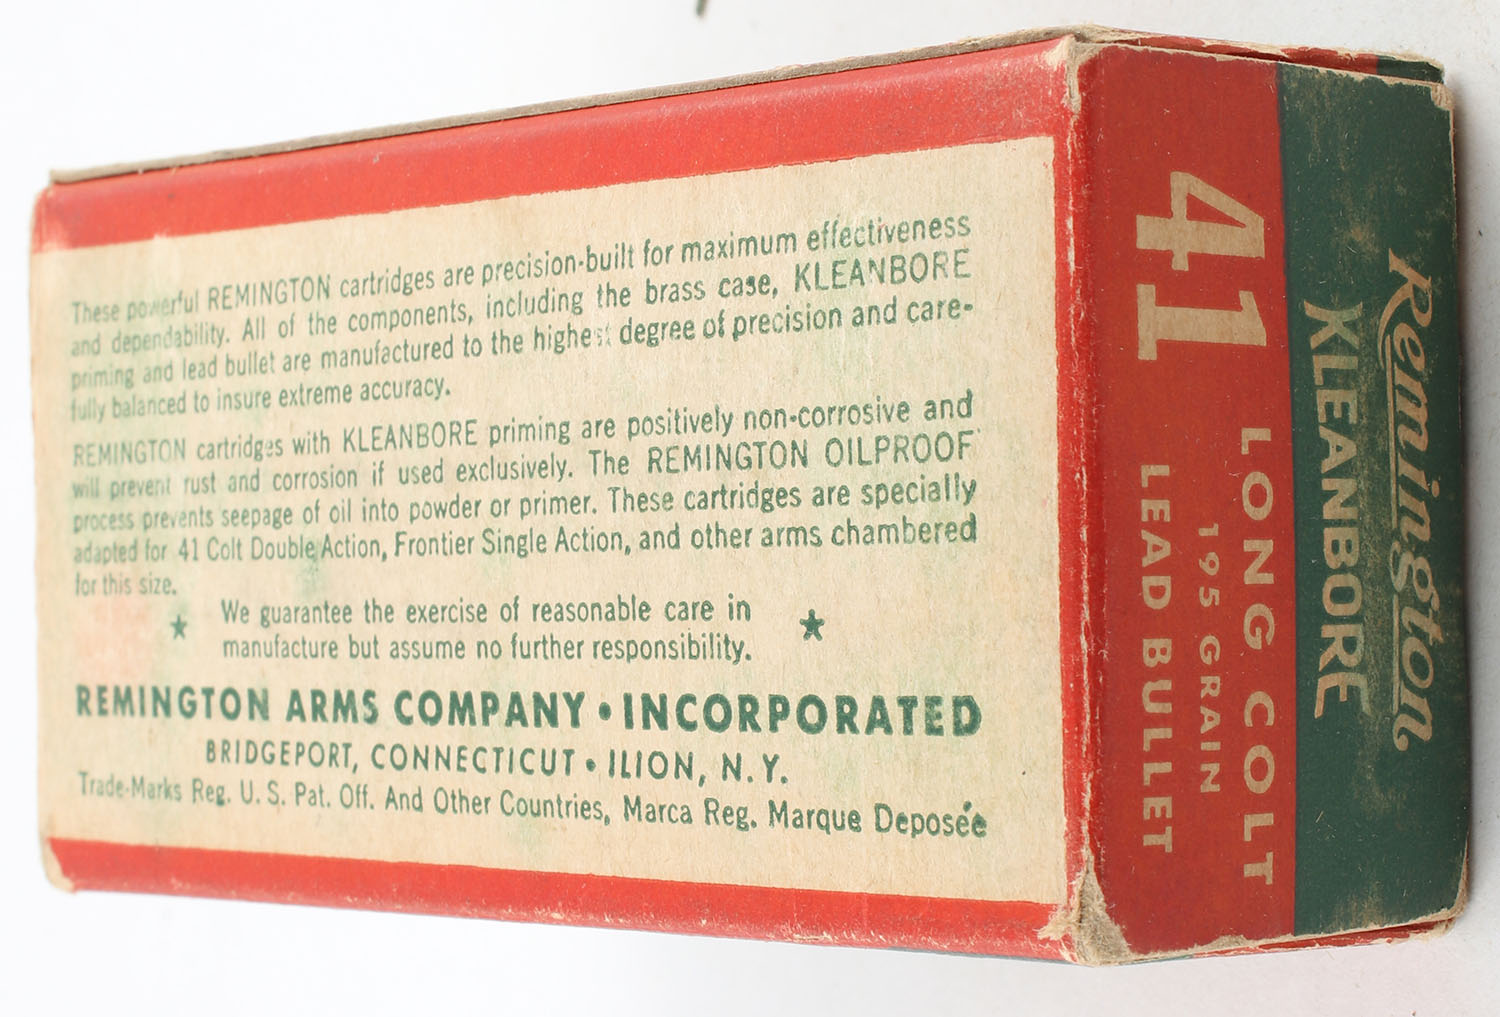 These powerful REMINGTON cartridges are precision-built for maximum effectiveness
and dependability. All of the components, including the brass case, KLEANBORE
priming and lead bullet are manufactured to the highest degree of precision and care-
fully balanced to insure extreme accuracy.
REMINGTON cartridges with KLEANBORE priming are positively non-corrosive and
will prevent rust and corrosion if used exclusively. The REMINGTON OILPROOF
process prevents seepage of oil into powder or primer. These cartridges are specially
adapted for 41 Colt Double Action, Frontier Single Action, and other arms chambered
for this size.
★ We guarantee the exercise of reasonable care in ★
manufacture but assume no further responsibility.
REMINGTON ARMS COMPANY • INCORPORATED
BRIDGEPORT, CONNECTICUT • ILION, N.Y.
Trade-Marks Reg. U. S. Pat. Off. And Other Countries, Marca Reg. Marque Deposée
Remington
KLEANBORE
41
LONG COLT
195 GRAIN
LEAD BULLET